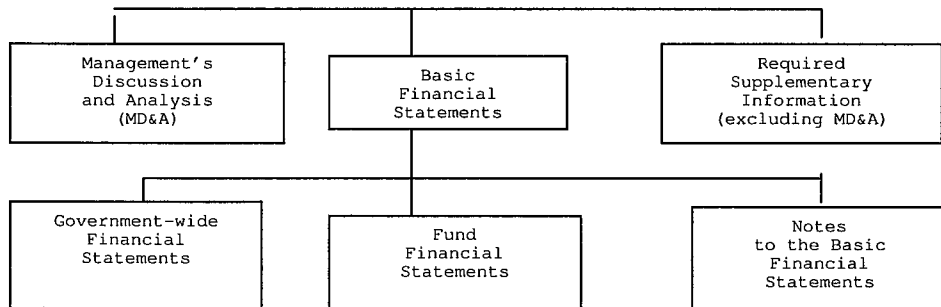 Management's
Discussion
and Analysis
(MD&A)
Basic
Financial
Statements
Required
Supplementary
Information
(excluding MD&A)
Government-wide
Financial
Statements
Fund
Financial
Statements
Notes
to the Basic
Financial
Statements